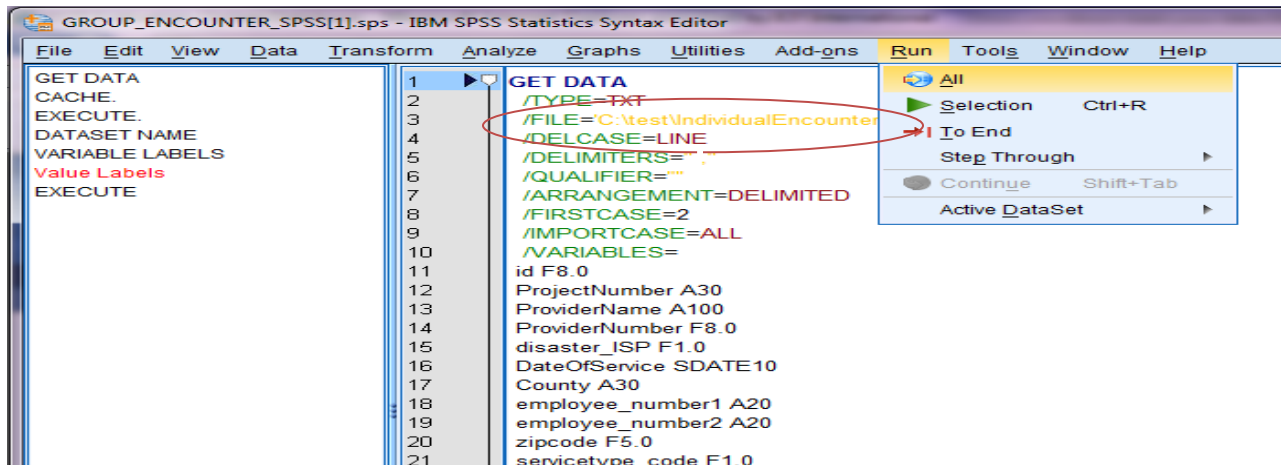 GROUP_ENCOUNTER_SPSS[1].sps - IBM SPSS Statistics Syntax Editor
File Edit View Data Transform Analyze Graphs Utilities Add-ons Run Tools Window Help
GET DATA
CACHE.
EXECUTE.
DATASET NAME
VARIABLE LABELS
Value Labels
EXECUTE
1 GET DATA
2 /TYPE=TXT
3 /FILE='C:\test\IndividualEncounter
4 /DELCASE=LINE
5 /DELIMITERS=" ,"
6 /QUALIFIER='"'
7 /ARRANGEMENT=DELIMITED
8 /FIRSTCASE=2
9 /IMPORTCASE=ALL
10 /VARIABLES=
11 id F8.0
12 ProjectNumber A30
13 ProviderName A100
14 ProviderNumber F8.0
15 disaster_ISP F1.0
16 DateOfService SDATE10
17 County A30
18 employee_number1 A20
19 employee_number2 A20
20 zipcode F5.0
21 servicetype_code F1.0
All
Selection Ctrl+R
To End
Step Through
Continue Shift+Tab
Active DataSet